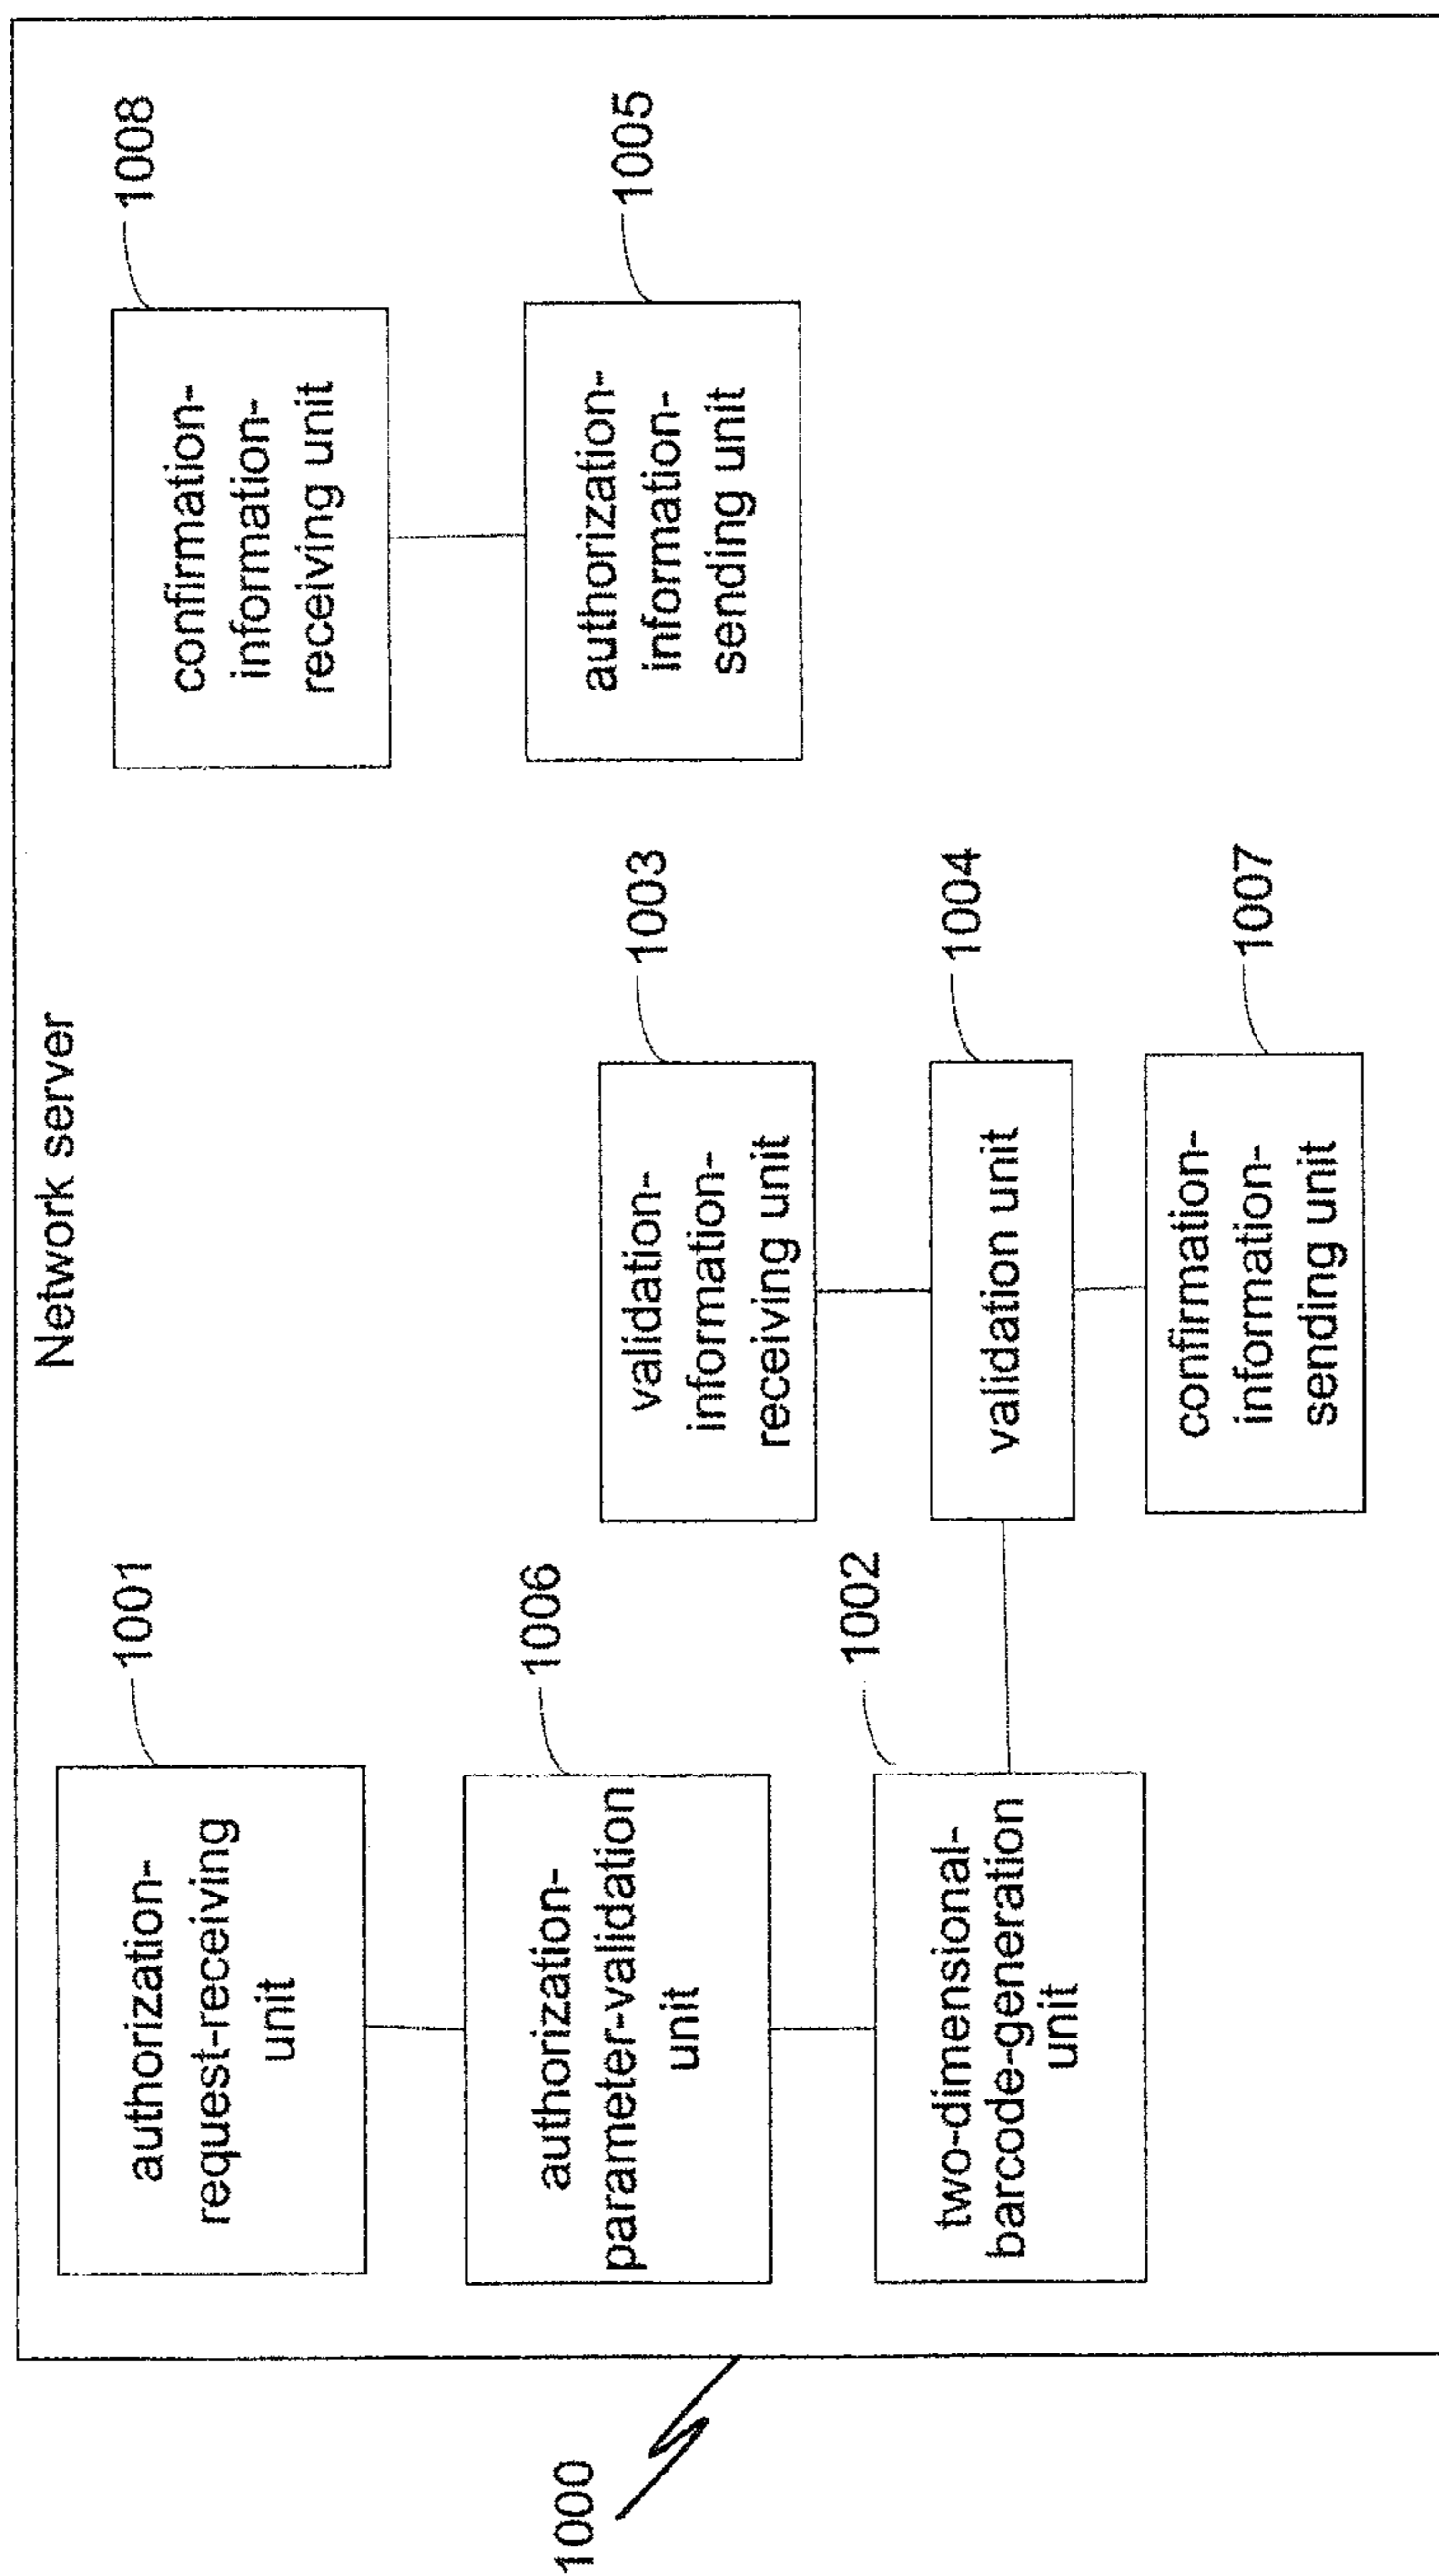 Network server
1001
authorization-
request-receiving
unit
1006
authorization-
parameter-validation
unit
1002
two-dimensional-
barcode-generation
unit
1003
validation-
information-
receiving unit
1004
validation unit
1007
confirmation-
information-
sending unit
1008
confirmation-
information-
receiving unit
1005
authorization-
information-
sending unit
1000